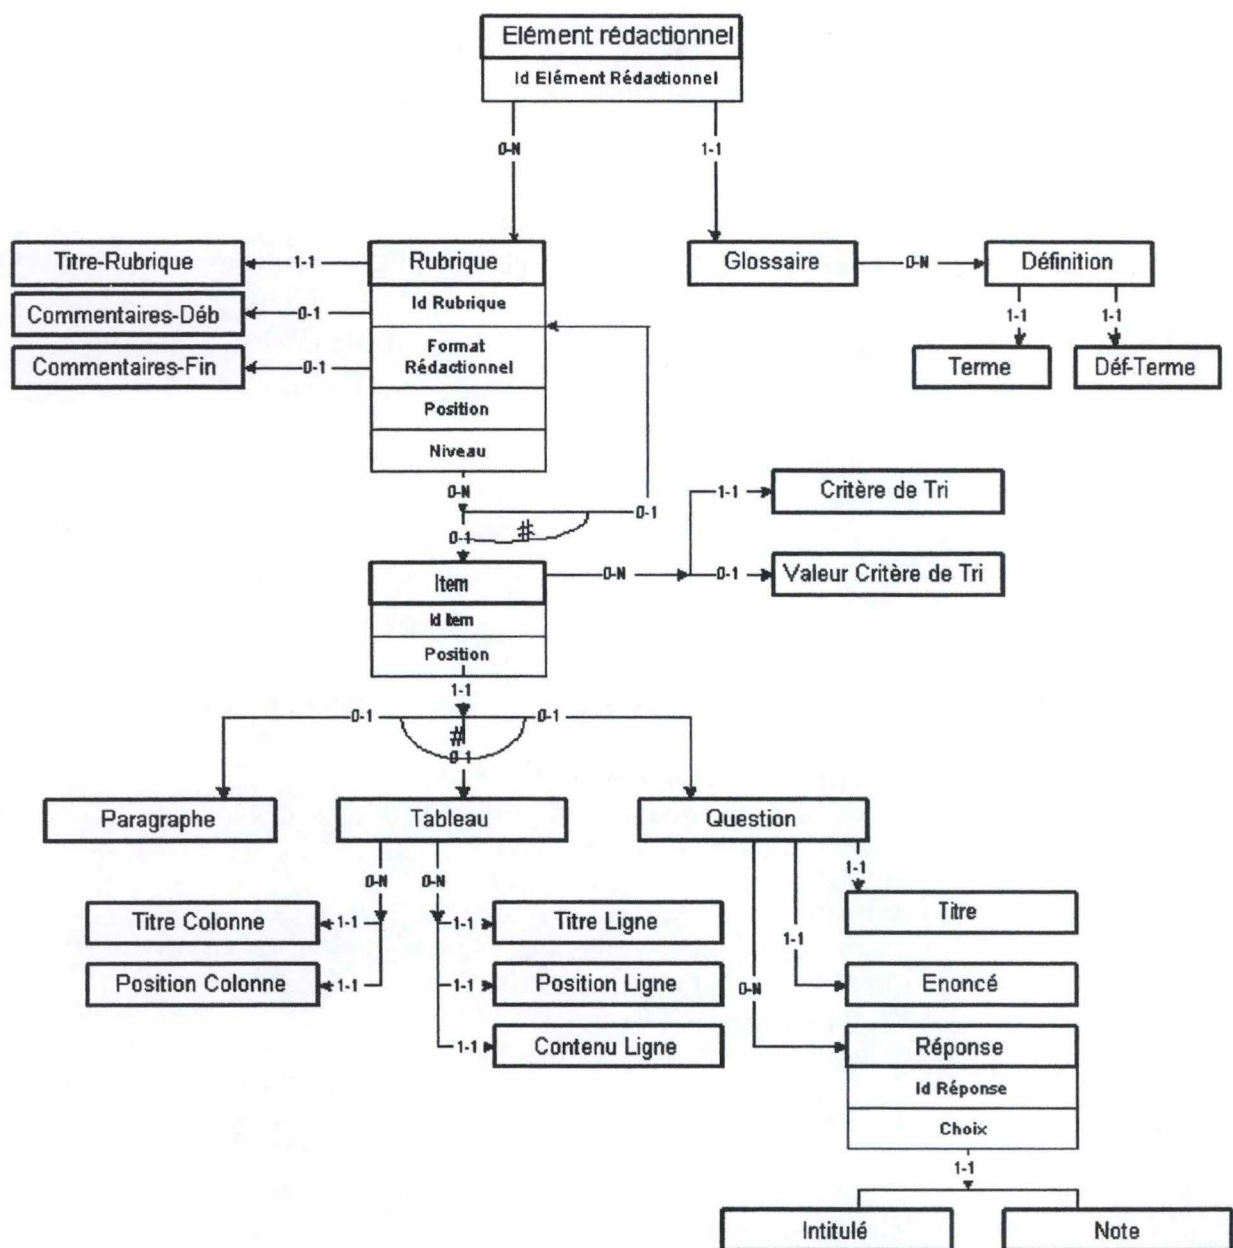 Elément rédactionnel
Id Elément Rédactionnel
0-N
1-1
Titre-Rubrique
1-1
Rubrique
Glossaire
0-N
Définition
Id Rubrique
Commentaires-Déb
0-1
1-1
1-1
Format
Rédactionnel
Commentaires-Fin
0-1
Terme
Déf-Terme
Position
Niveau
0-N
1-1
Critère de Tri
0-1
#
0-1
Item
0-N
0-1
Valeur Critère de Tri
Id Item
Position
1-1
0-1
0-1
#
0-1
Paragraphe
Tableau
Question
0-N
0-N
1-1
Titre Colonne
1-1
1-1
Titre Ligne
Titre
1-1
Position Colonne
1-1
1-1
Position Ligne
0-N
Enoncé
1-1
Contenu Ligne
Réponse
Id Réponse
Choix
1-1
Intitulé
Note